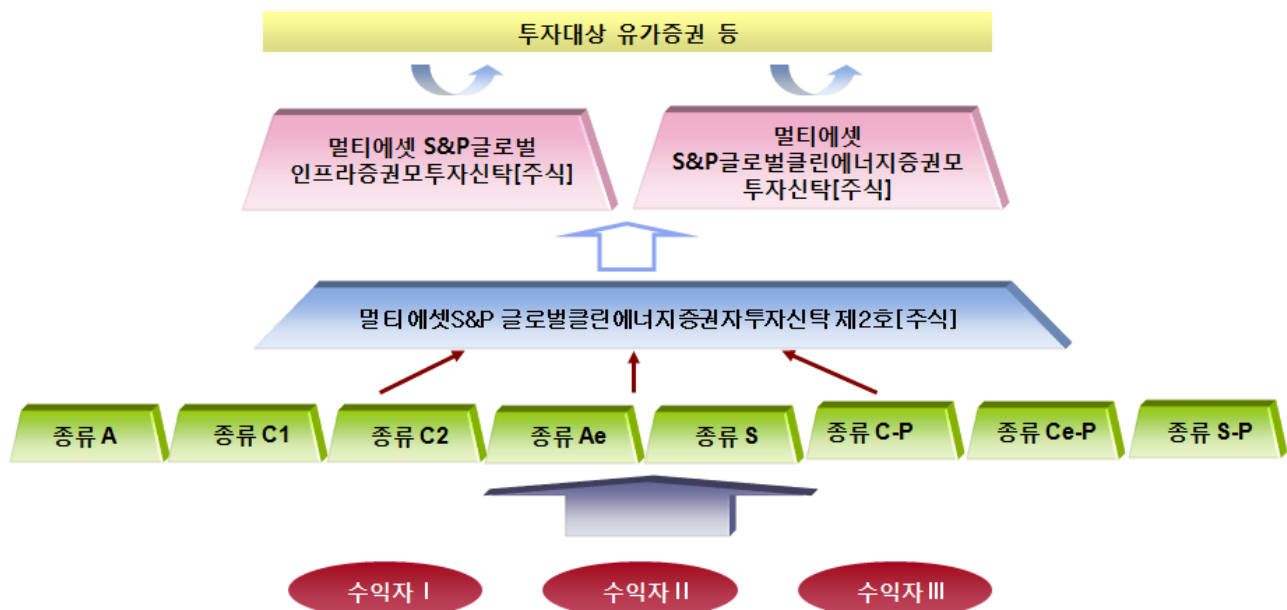 투자대상 유가증권 등
멀티에셋 S&P글로벌
인프라증권모투자신탁[주식]
멀티에셋
S&P글로벌클린에너지증권모
투자신탁[주식]
멀티에셋S&P 글로벌클린에너지증권자투자신탁 제2호[주식]
종류 A
종류 C1
종류 C2
종류 Ae
종류 S
종류 C-P
종류 Ce-P
종류 S-P
수익자 Ⅰ
수익자 Ⅱ
수익자 Ⅲ